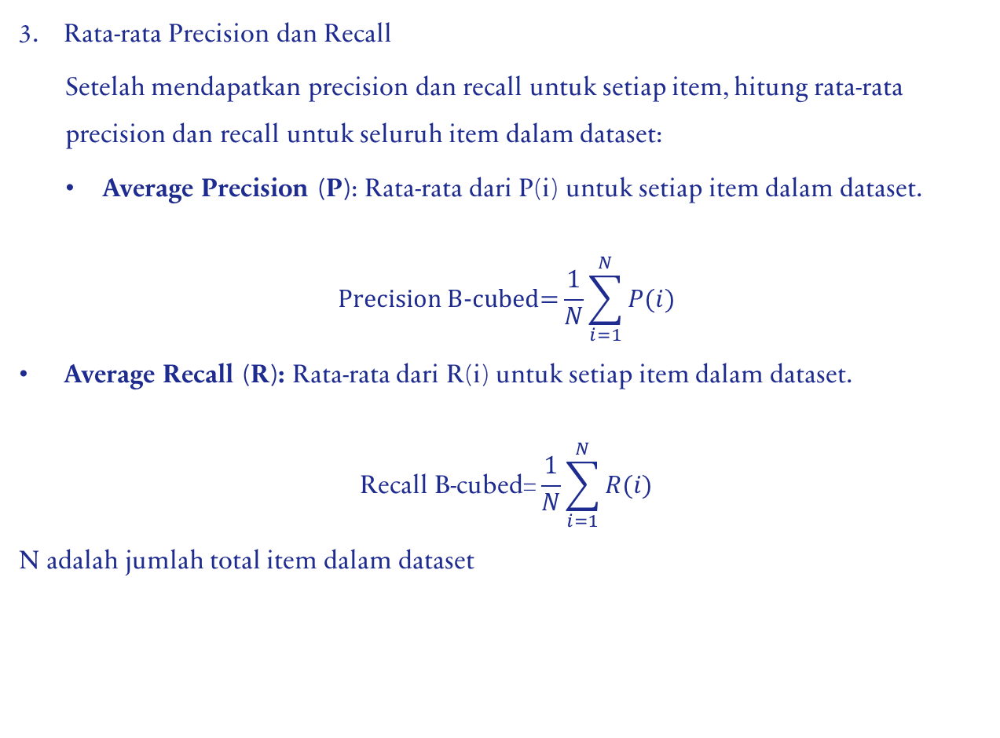 3. Rata-rata Precision dan Recall
Setelah mendapatkan precision dan recall untuk setiap item, hitung rata-rata
precision dan recall untuk seluruh item dalam dataset:
• Average Precision (P): Rata-rata dari P(i) untuk setiap item dalam dataset.
Precision B-cubed= \frac{1}{N} \sum_{i=1}^{N} P(i)
• Average Recall (R): Rata-rata dari R(i) untuk setiap item dalam dataset.
Recall B-cubed= \frac{1}{N} \sum_{i=1}^{N} R(i)
N adalah jumlah total item dalam dataset